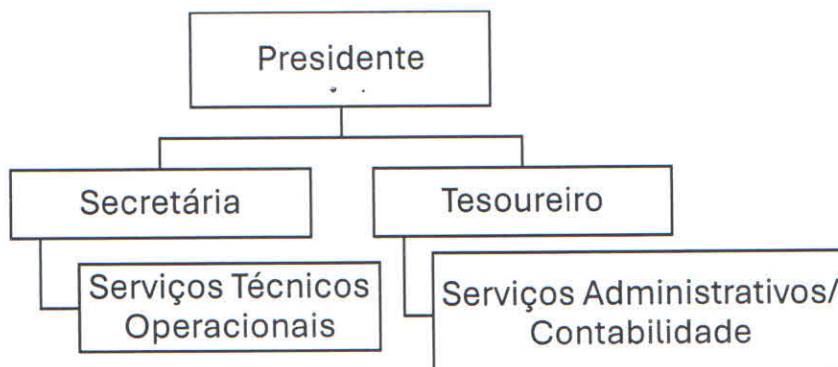 Presidente
Secretária
Tesoureiro
Serviços Técnicos
Operacionais
Serviços Administrativos/
Contabilidade